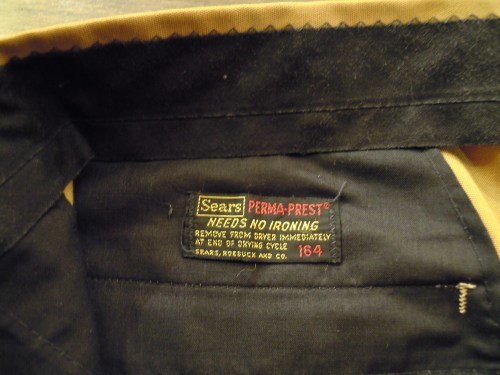 Sears PERMA-PREST®
NEEDS NO IRONING
REMOVE FROM DRYER IMMEDIATELY
AT END OF DRYING CYCLE
SEARS, ROEBUCK AND CO. 164